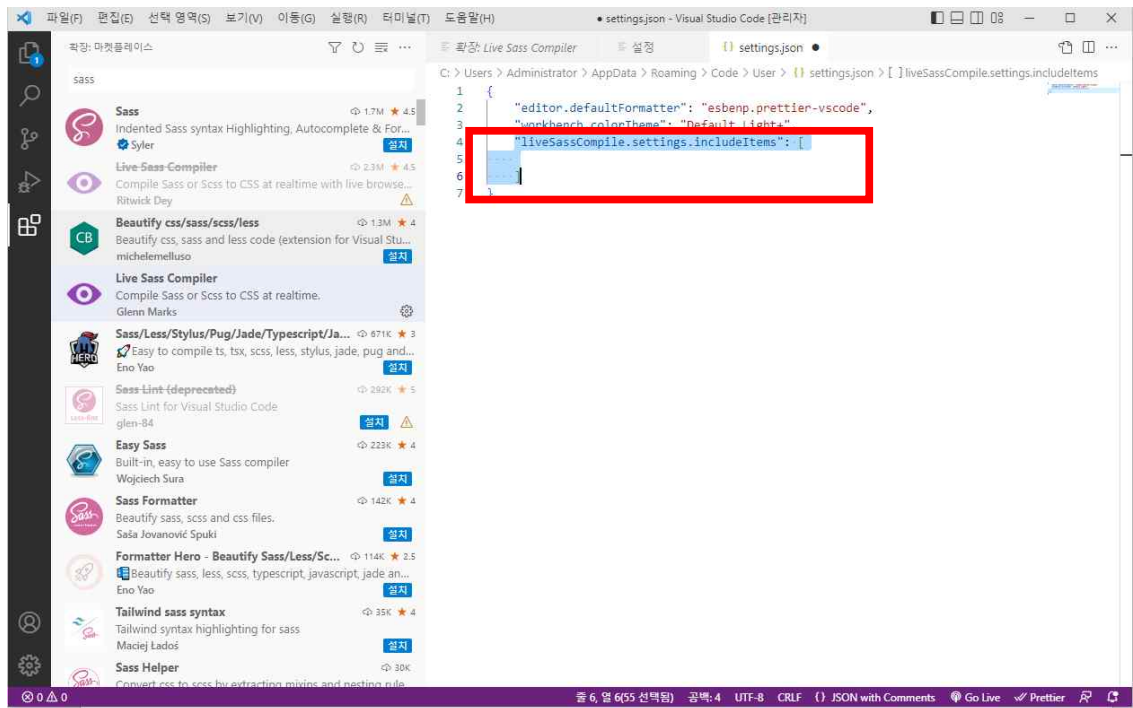 파일(F) 편집(E) 선택 영역(S) 보기(V) 이동(G) 실행(R) 터미널(T) 도움말(H) ● settings.json - Visual Studio Code [관리자]
확장: 마켓플레이스
sass
Sass 1.7M ★ 4.5
Indented Sass syntax Highlighting, Autocomplete & For...
Syler 설치
Live Sass Compiler 2.3M ★ 4.5
Compile Sass or Scss to CSS at realtime with live browse...
Ritwick Dey
CB
Beautify css/sass/scss/less 1.3M ★ 4
Beautify css, sass and less code (extension for Visual Stu...
michelemelluso 설치
Live Sass Compiler
Compile Sass or Scss to CSS at realtime.
Glenn Marks
HERO
Sass/Less/Stylus/Pug/Jade/Typescript/Ja... 671K ★ 3
Easy to compile ts, tsx, scss, less, stylus, jade, pug and...
Eno Yao 설치
Sass Lint (deprecated) 292K ★ 5
Sass Lint for Visual Studio Code
glen-84 설치
Easy Sass 223K ★ 4
Built-in, easy to use Sass compiler
Wojciech Sura 설치
Sass Formatter 142K ★ 4
Beautify sass, scss and css files.
Saša Jovanović Spuki 설치
Formatter Hero - Beautify Sass/Less/Sc... 114K ★ 2.5
Beautify sass, less, scss, typescript, javascript, jade an...
Eno Yao 설치
Tailwind sass syntax 35K ★ 4
Tailwind syntax highlighting for sass
Maciej Ładoś 설치
Sass Helper 30K
Convert css to scss by extracting mixins and nesting rule
확장: Live Sass Compiler 설정 {} settings.json ●
C: > Users > Administrator > AppData > Roaming > Code > User > {} settings.json > [ ] liveSassCompile.settings.includeItems
1 {
2 "editor.defaultFormatter": "esbenp.prettier-vscode",
3 "workbench.colorTheme": "Default Light+"
4 "liveSassCompile.settings.includeItems": [
5
6 ]
7 }
0 0 줄 6, 열 6(55 선택됨) 공백: 4 UTF-8 CRLF {} JSON with Comments Go Live Prettier